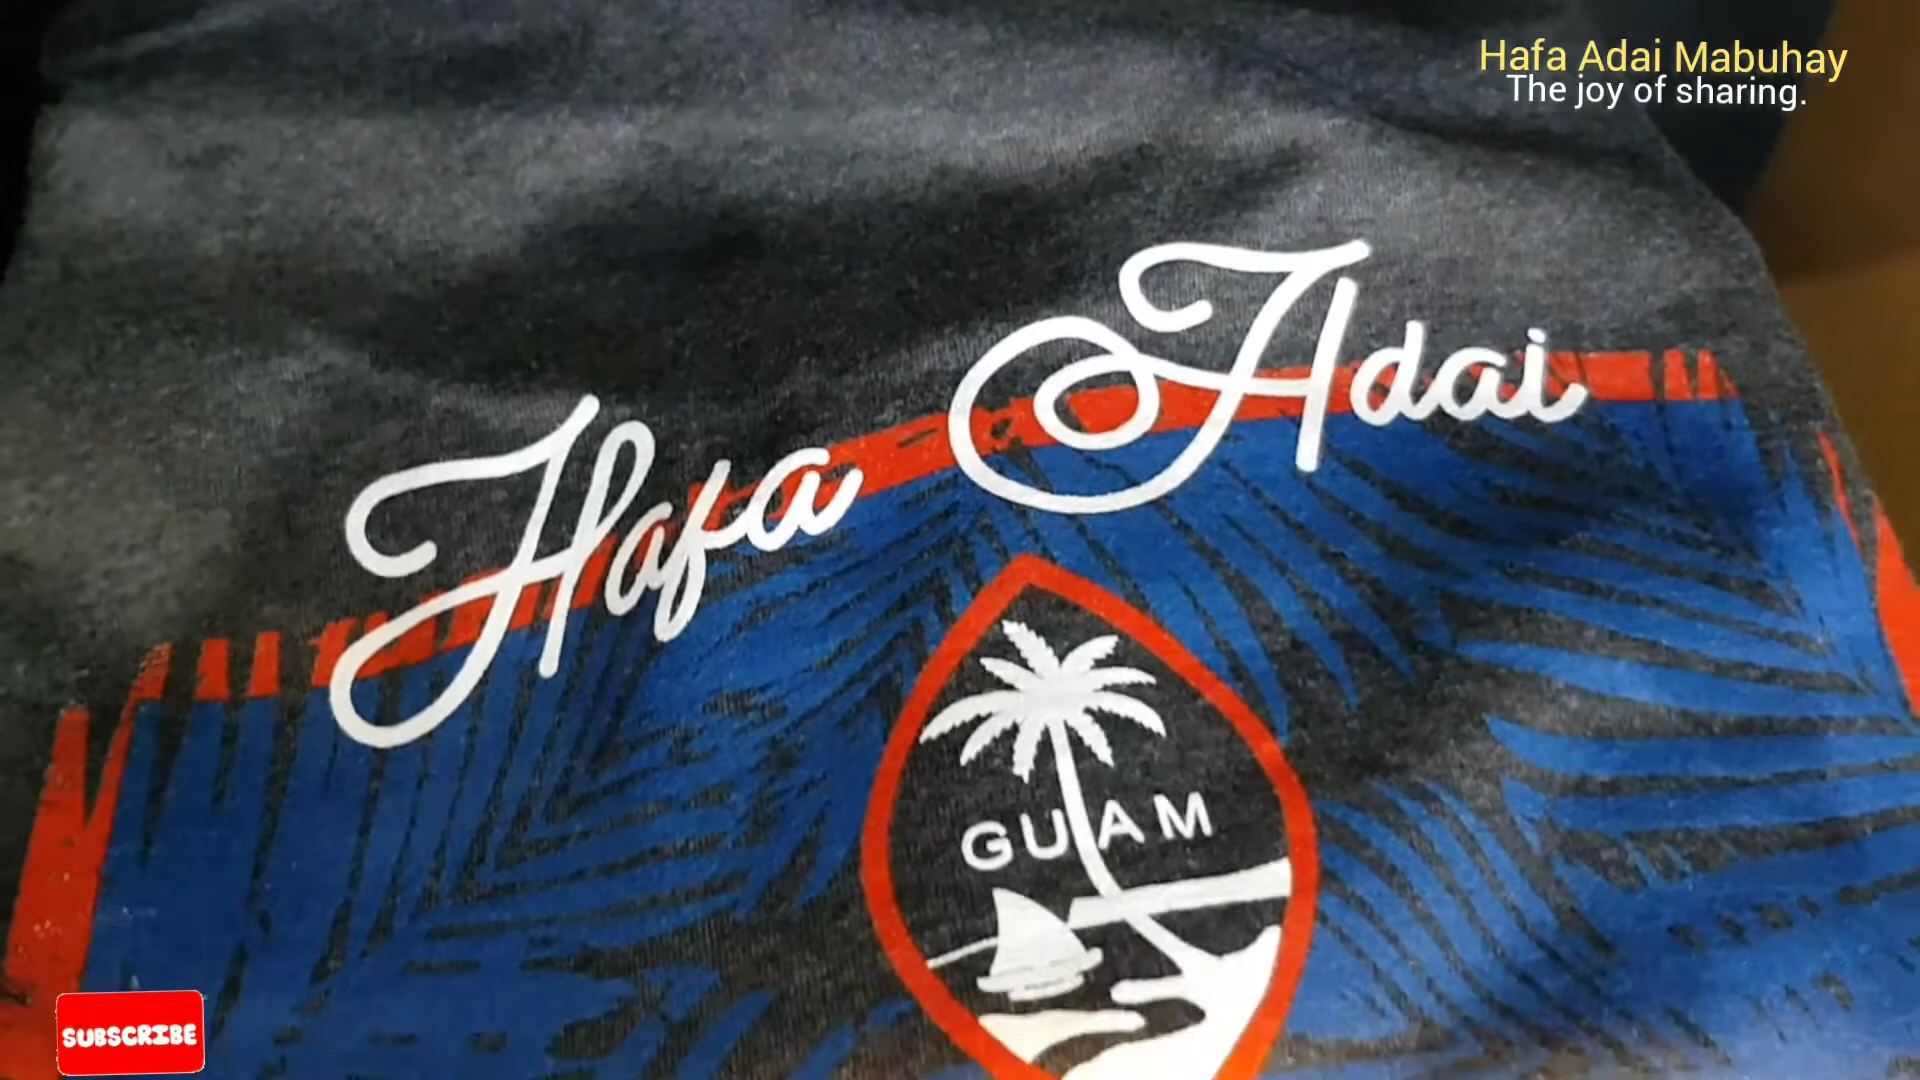 Hafa Adai Mabuhay
The joy of sharing.
Hafa Adai
GUAM
SUBSCRIBE